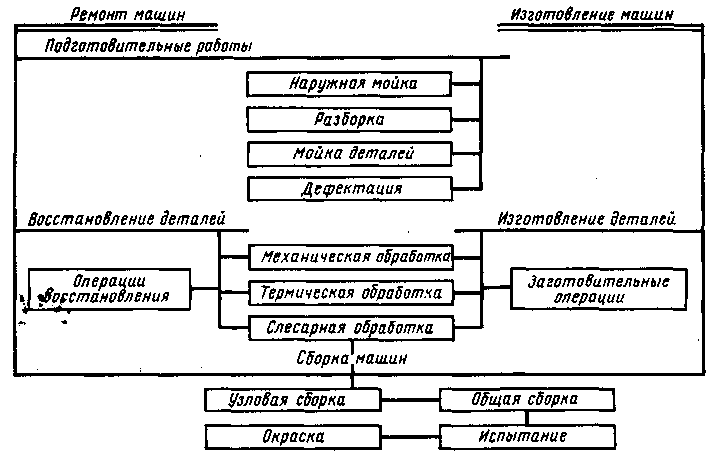 Ремонт машин
Изготовление машин
Подготовительные работы
Наружная мойка
Разборка
Мойка деталей
Дефектация
Восстановление деталей
Изготовление деталей
Механическая обработка
Операции
восстановления
Термическая обработка
Заготовительные
операции
Слесарная обработка
Сборка машин
Узловая сборка
Общая сборка
Окраска
Испытание